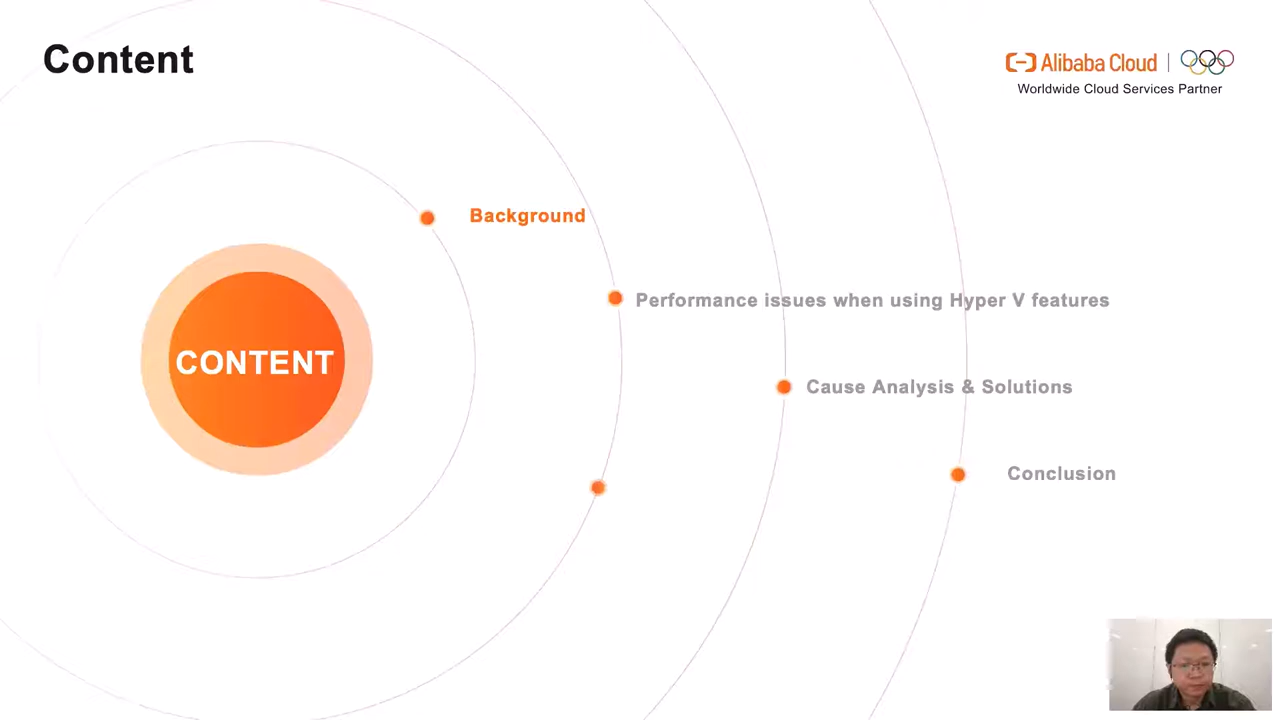 Content
Alibaba Cloud
Worldwide Cloud Services Partner
Background
Performance issues when using Hyper V features
CONTENT
Cause Analysis & Solutions
Conclusion